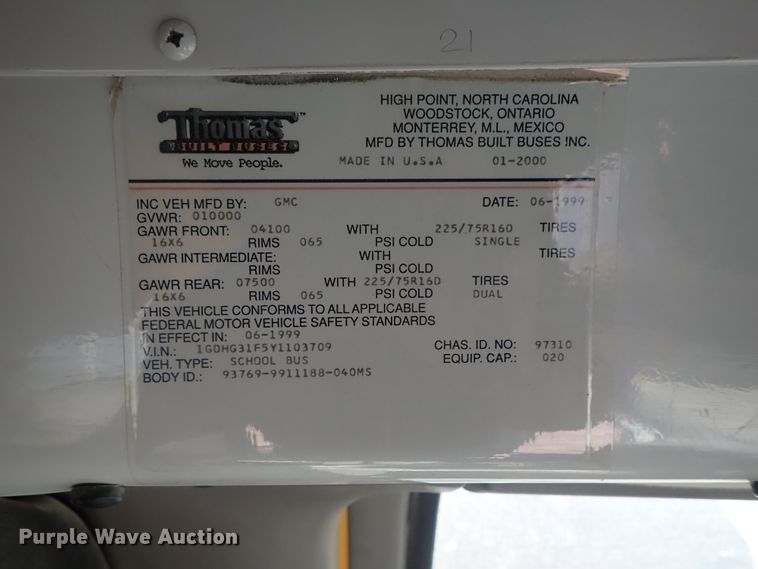 21
Thomas™
BUILT BUSES
We Move People.
HIGH POINT, NORTH CAROLINA
WOODSTOCK, ONTARIO
MONTERREY, M.L., MEXICO
MFD BY THOMAS BUILT BUSES INC.
MADE IN U.S.A 01-2000
INC VEH MFD BY: GMC DATE: 06-1999
GVWR: 010000
GAWR FRONT: 04100 WITH 225/75R16D TIRES
16X6 RIMS 065 PSI COLD SINGLE
GAWR INTERMEDIATE: WITH TIRES
RIMS PSI COLD
GAWR REAR: 07500 WITH 225/75R16D TIRES
16X6 RIMS 065 PSI COLD DUAL
THIS VEHICLE CONFORMS TO ALL APPLICABLE
FEDERAL MOTOR VEHICLE SAFETY STANDARDS
IN EFFECT IN: 06-1999
V.I.N.: 1GDHG31F5Y1103709 CHAS. ID. NO: 97310
VEH. TYPE: SCHOOL BUS EQUIP. CAP.: 020
BODY ID.: 93769-9911188-040MS
Purple Wave Auction